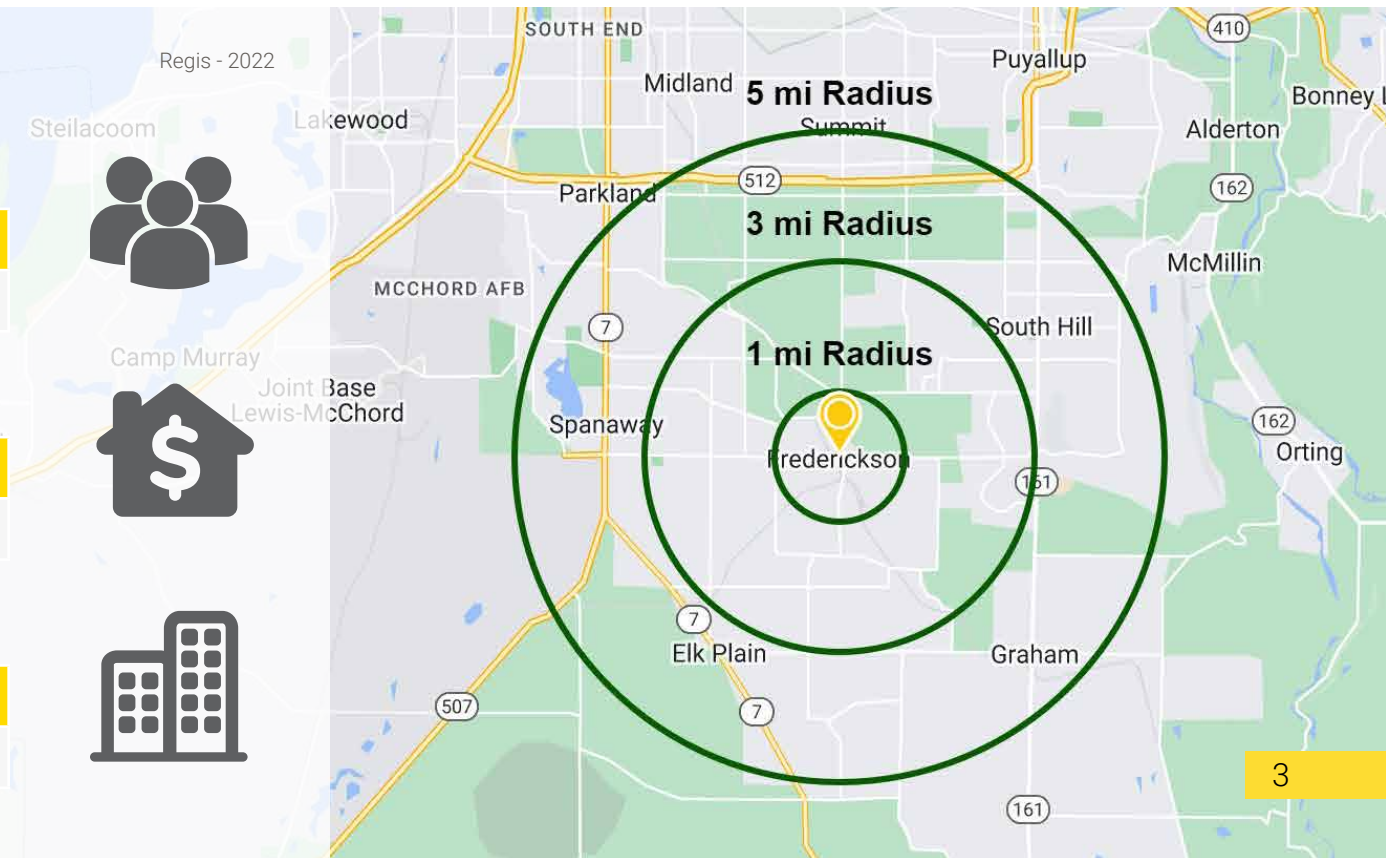 SOUTH END
410
Regis - 2022
Puyallup
Midland
5 mi Radius
Bonney L
Steilacoom
Lakewood
Summit
Alderton
512
162
Parkland
3 mi Radius
McMillin
MCCHORD AFB
7
South Hill
1 mi Radius
Camp Murray
Joint Base
Lewis-McChord
$
Spanaway
162
Frederickson
Orting
161
7
Elk Plain
Graham
507
7
3
161